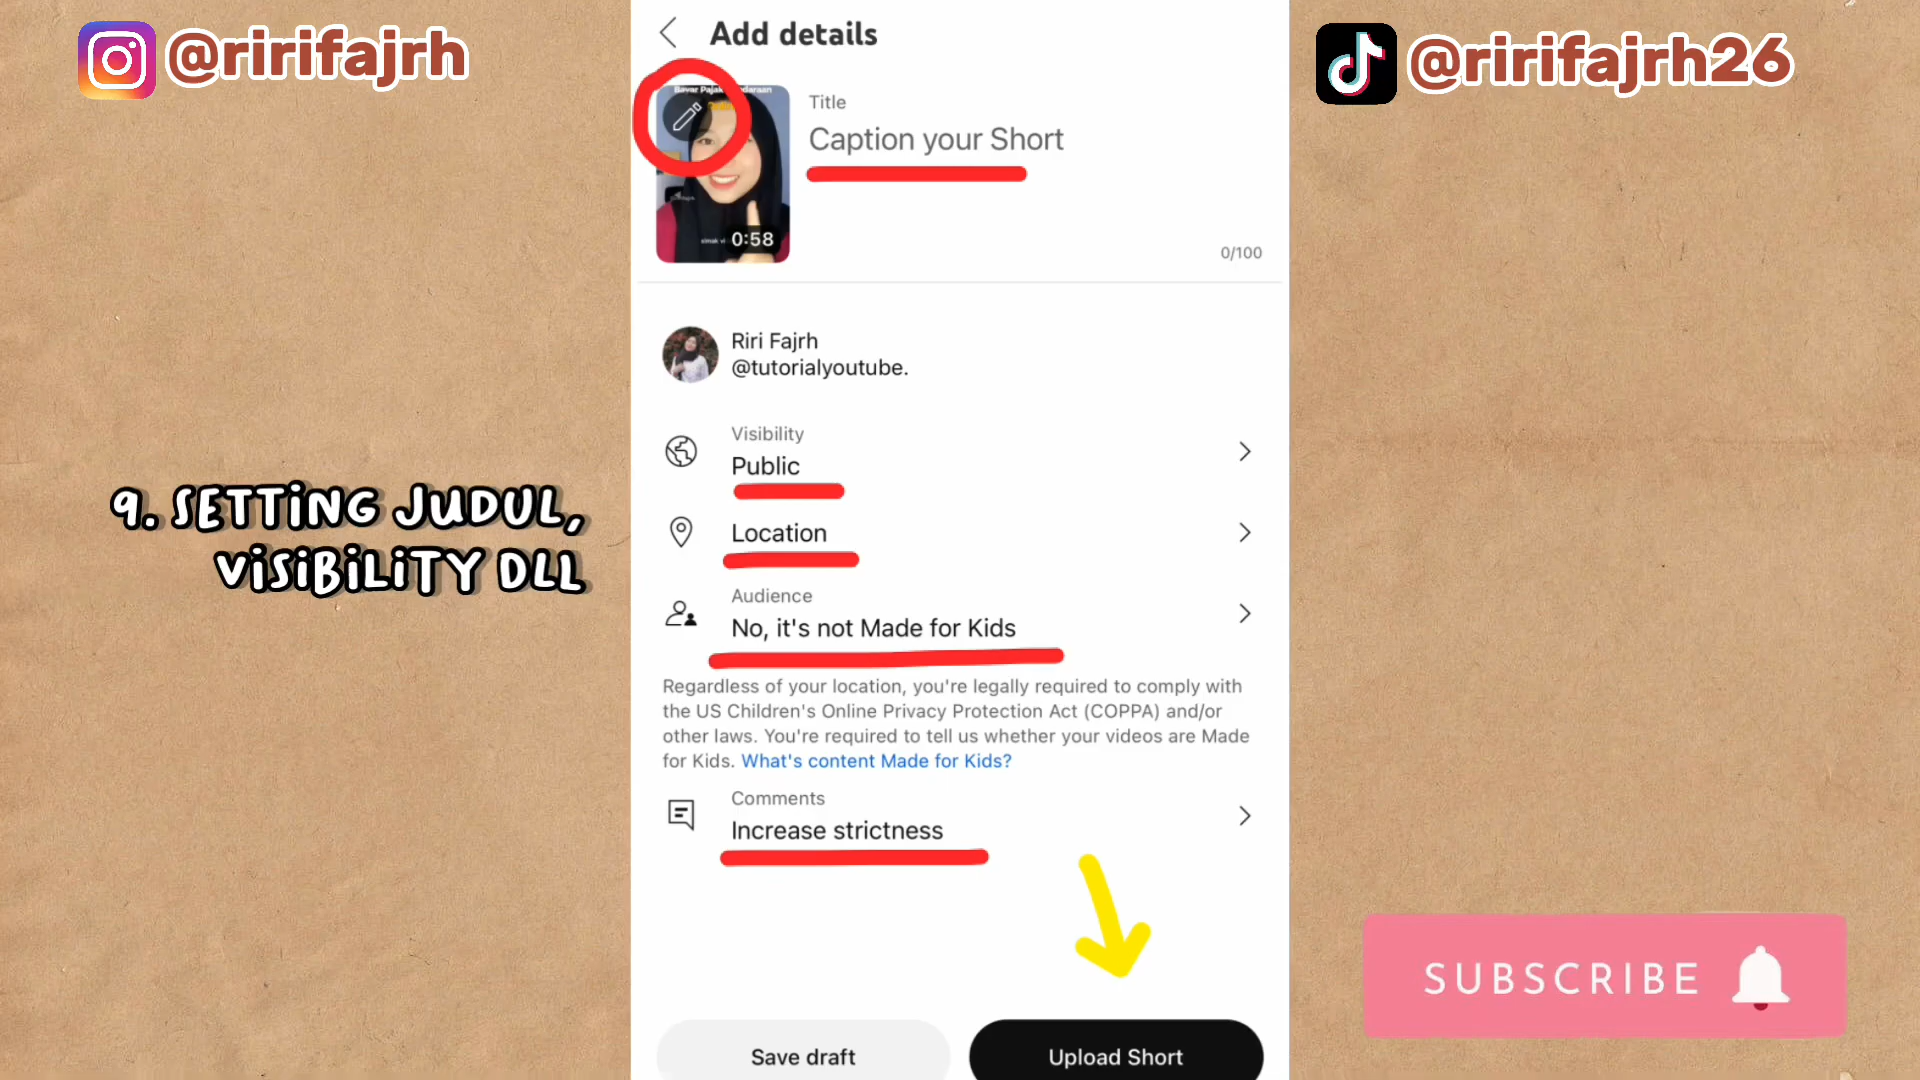 @ririfajrh
@ririfajrh26
Add details
Title
Caption your Short
0:58
0/100
Riri Fajrh
@tutorialyoutube.
Visibility
Public
Location
Audience
No, it's not Made for Kids
Regardless of your location, you're legally required to comply with
the US Children's Online Privacy Protection Act (COPPA) and/or
other laws. You're required to tell us whether your videos are Made
for Kids. What's content Made for Kids?
Comments
Increase strictness
Save draft
Upload Short
9. SETTING JUDUL,
VISIBILITY DLL
SUBSCRIBE